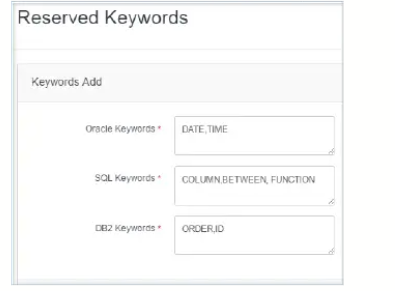 Reserved Keywords
Keywords Add
Oracle Keywords *
DATE,TIME
SQL Keywords *
COLUMN,BETWEEN, FUNCTION
DB2 Keywords *
ORDER,ID